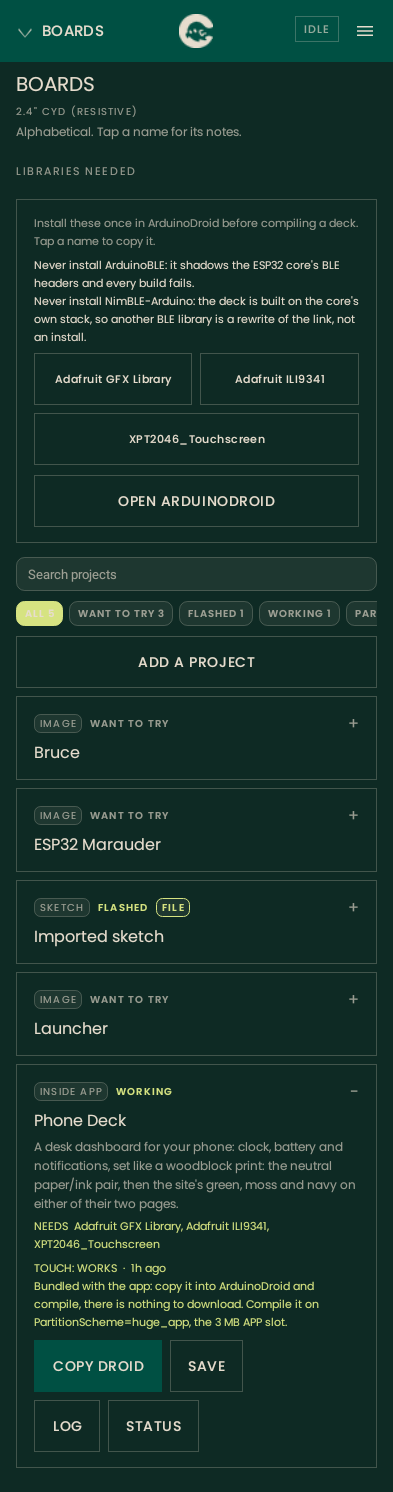 BOARDS
IDLE
BOARDS
2.4" CYD (RESISTIVE)
Alphabetical. Tap a name for its notes.
LIBRARIES NEEDED
Install these once in ArduinoDroid before compiling a deck.
Tap a name to copy it.
Never install ArduinoBLE: it shadows the ESP32 core's BLE
headers and every build fails.
Never install NimBLE-Arduino: the deck is built on the core's
own stack, so another BLE library is a rewrite of the link, not
an install.
Adafruit GFX Library
Adafruit ILI9341
XPT2046_Touchscreen
OPEN ARDUINODROID
Search projects
WANT TO TRY 3
FLASHED 1
WORKING 1
PAR
ADD A PROJECT
IMAGE WANT TO TRY +
Bruce
IMAGE WANT TO TRY +
ESP32 Marauder
SKETCH FLASHED FILE +
Imported sketch
IMAGE WANT TO TRY +
Launcher
INSIDE APP WORKING −
Phone Deck
A desk dashboard for your phone: clock, battery and
notifications, set like a woodblock print: the neutral
paper/ink pair, then the site's green, moss and navy on
either of their two pages.
NEEDS Adafruit GFX Library, Adafruit ILI9341,
XPT2046_Touchscreen
TOUCH: WORKS · 1h ago
Bundled with the app: copy it into ArduinoDroid and
compile, there is nothing to download. Compile it on
PartitionScheme=huge_app, the 3 MB APP slot.
COPY DROID
SAVE
LOG
STATUS